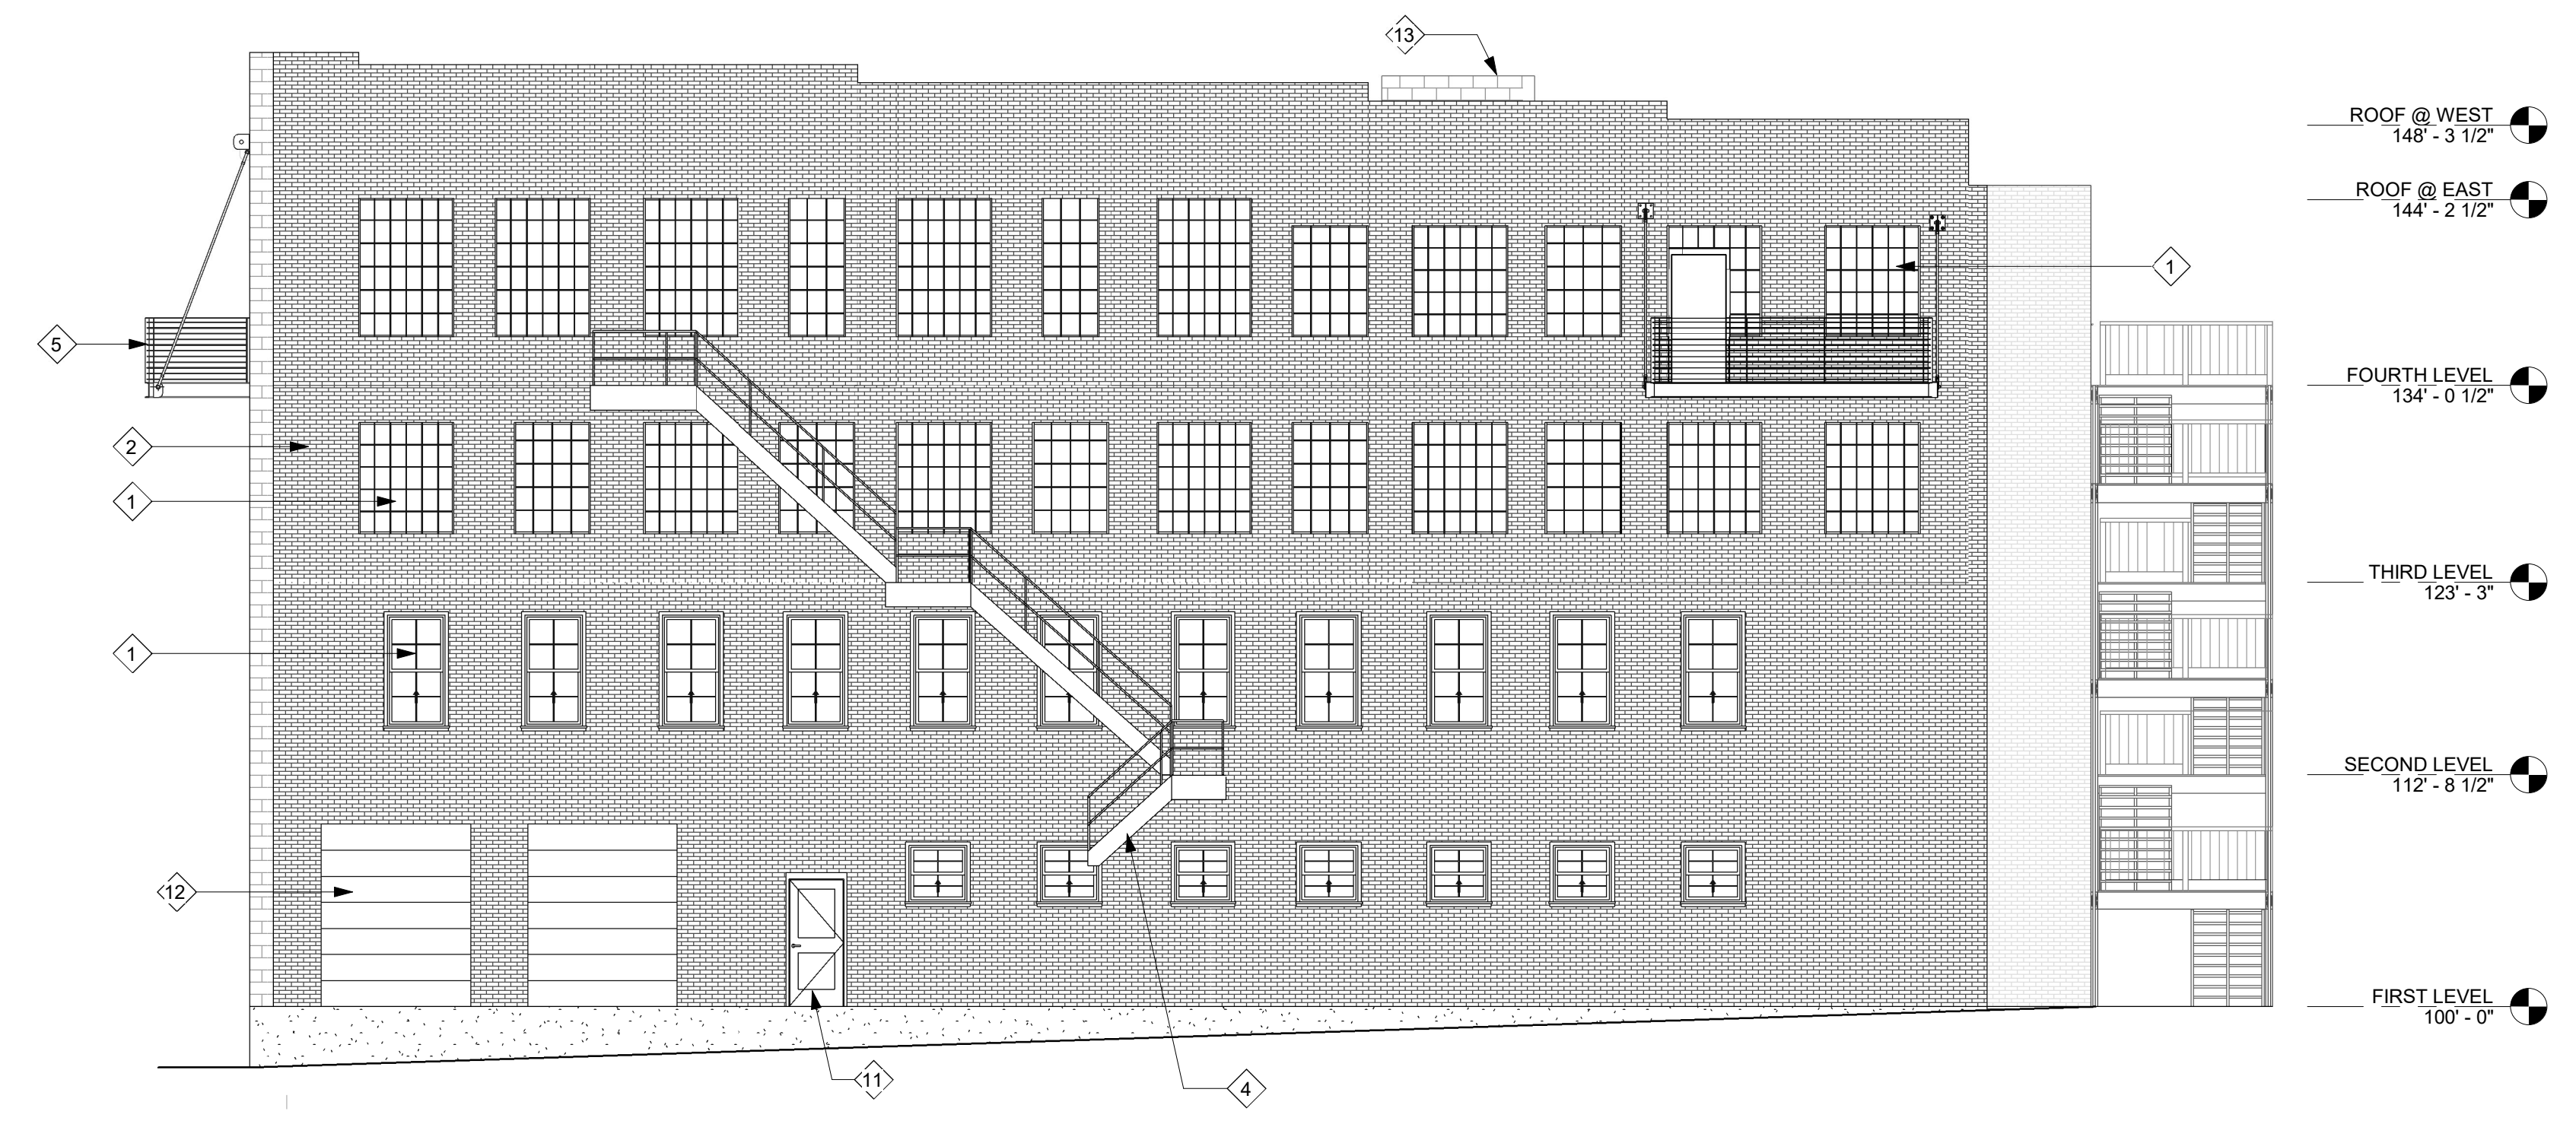 13
ROOF @ WEST
148' - 3 1/2"
ROOF @ EAST
144' - 2 1/2"
1
5
FOURTH LEVEL
134' - 0 1/2"
2
1
THIRD LEVEL
123' - 3"
1
SECOND LEVEL
112' - 8 1/2"
12
FIRST LEVEL
100' - 0"
11
4